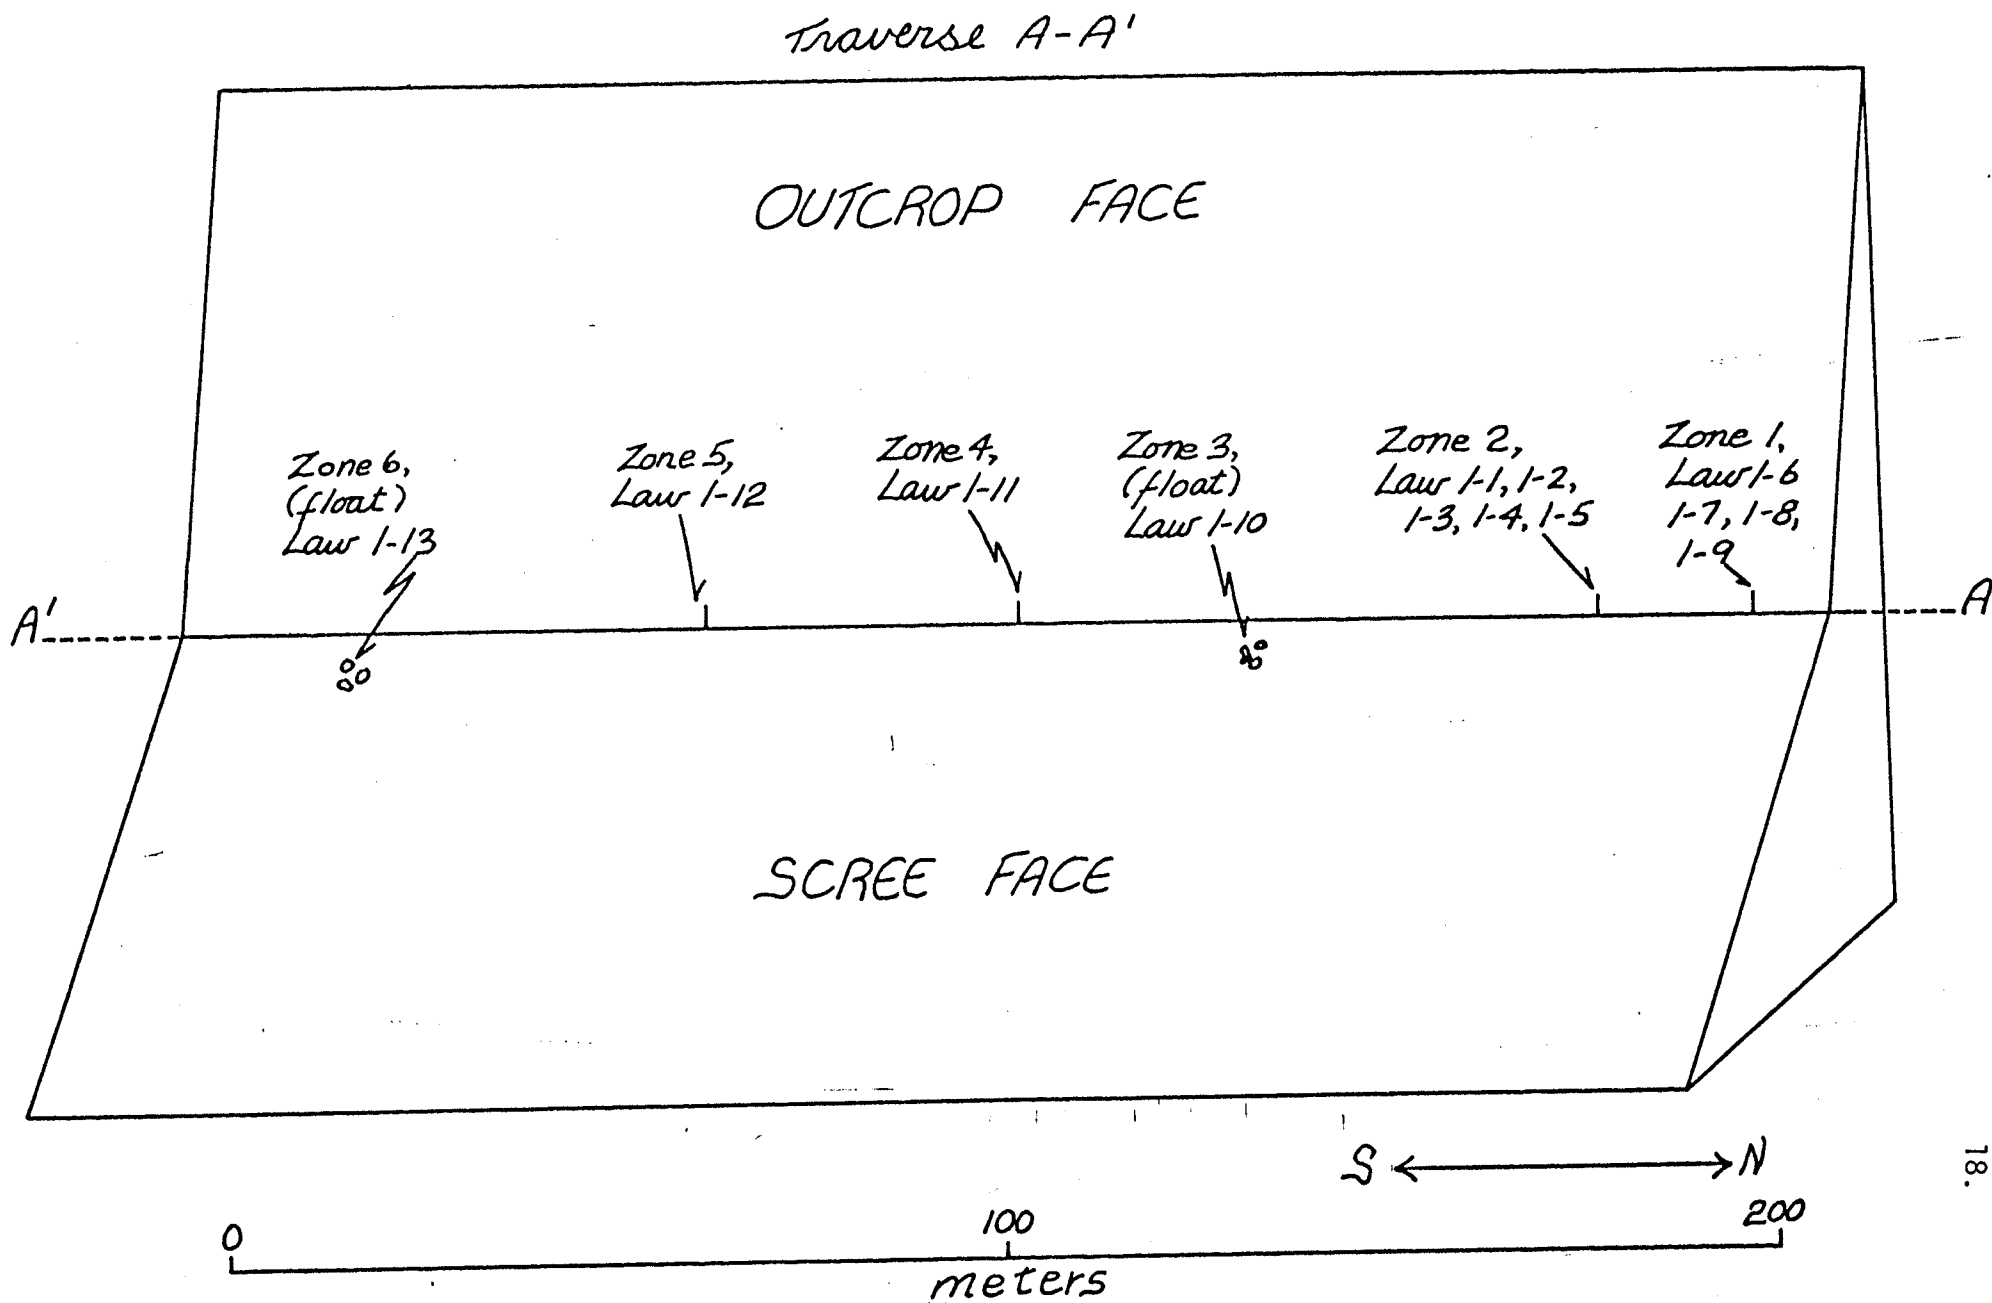 Traverse A-A'
OUTCROP FACE
Zone 6,
(float)
Law 1-13
Zone 5,
Law 1-12
Zone 4,
Law 1-11
Zone 3,
(float)
Law 1-10
Zone 2,
Law 1-1, 1-2,
1-3, 1-4, 1-5
Zone 1,
Law 1-6
1-7, 1-8,
1-9
A'
A
SCREE FACE
S
N
18.
0
100
200
meters